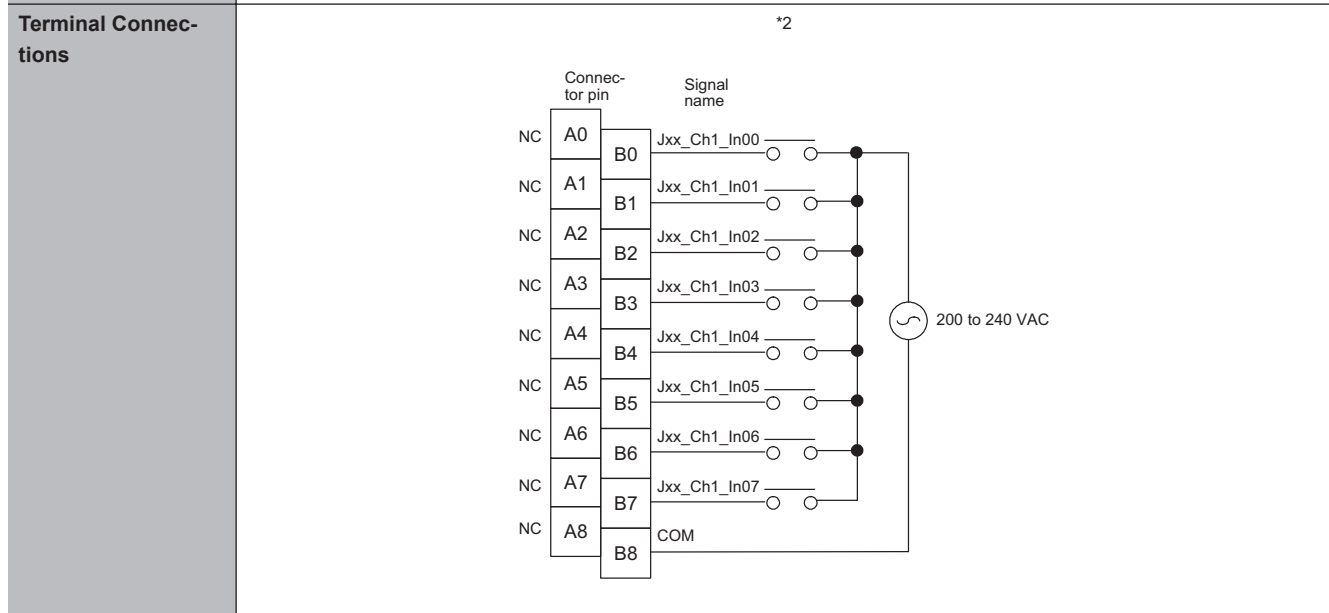 Terminal Connec-
tions
*2
Connec-
tor pin
Signal
name
NC A0
B0 Jxx_Ch1_In00
NC A1
B1 Jxx_Ch1_In01
NC A2
B2 Jxx_Ch1_In02
NC A3
B3 Jxx_Ch1_In03
200 to 240 VAC
NC A4
B4 Jxx_Ch1_In04
NC A5
B5 Jxx_Ch1_In05
NC A6
B6 Jxx_Ch1_In06
NC A7
B7 Jxx_Ch1_In07
NC A8
B8 COM